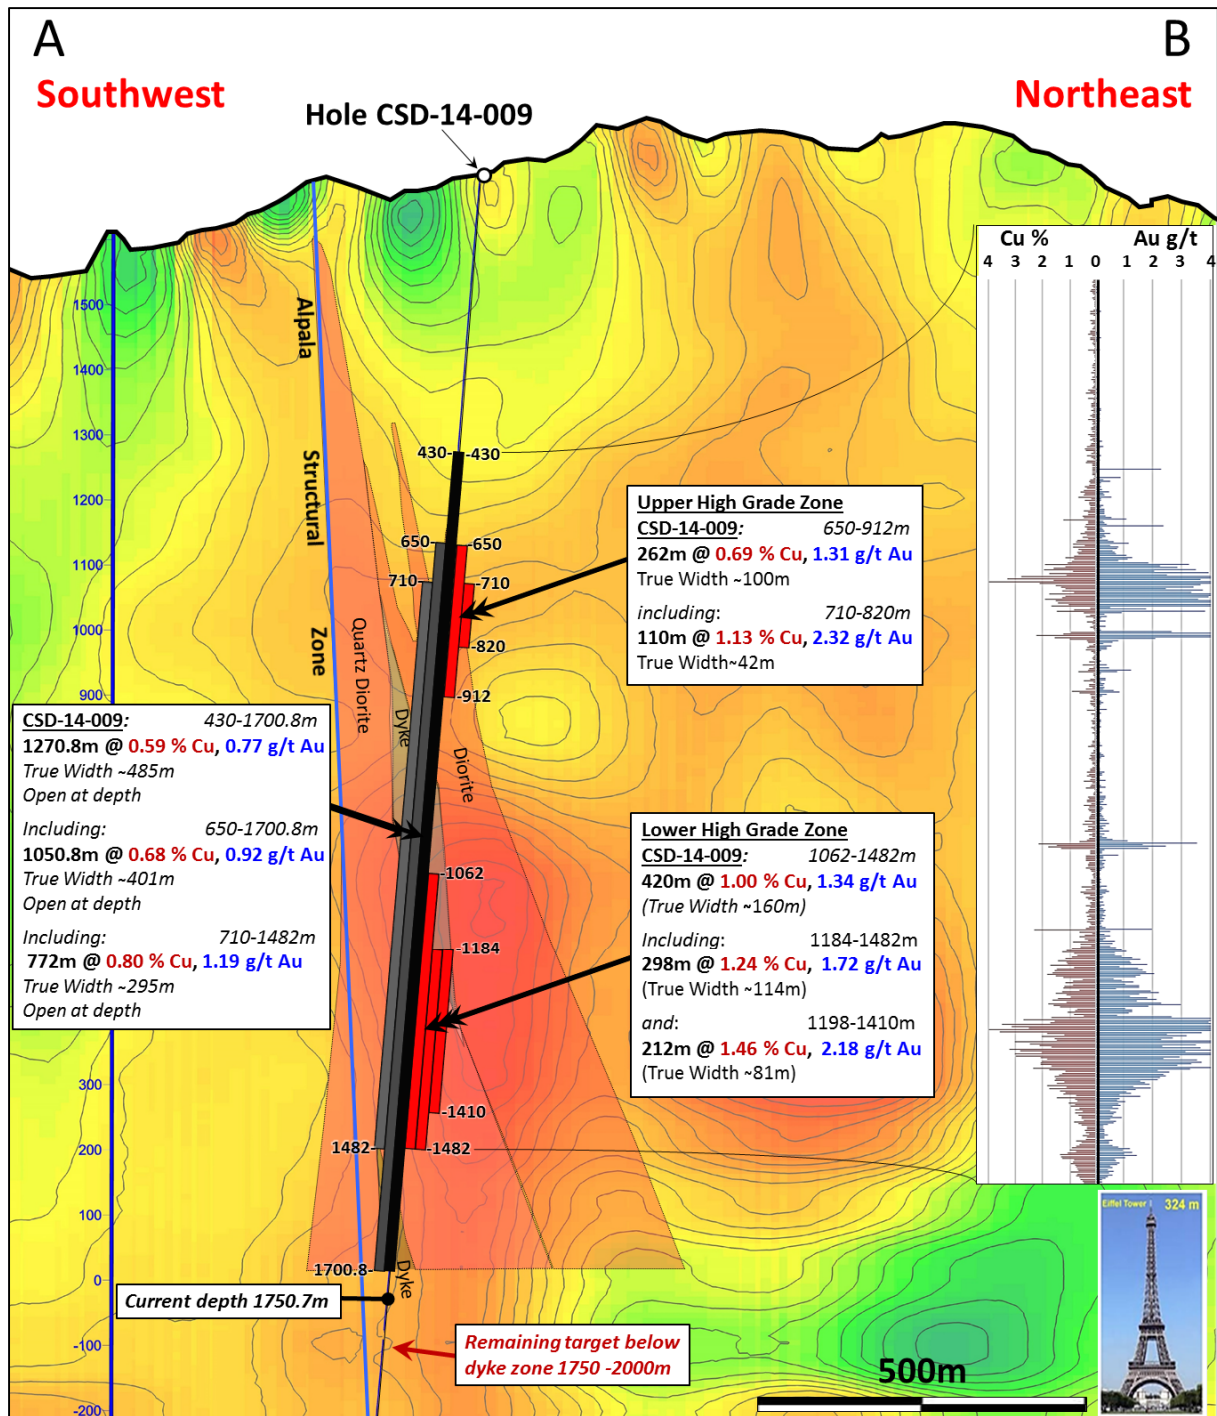 A
B
Southwest
Northeast
Hole CSD-14-009
Cu %
Au g/t
4 3 2 1 0 1 2 3 4
1500
1400
1300
1200
1100
1000
900
300
200
100
0
-100
-200
Alpala
Structural
Zone
Quartz Diorite
Dyke
Diorite
Dyke
430-
-430
650-
-650
710-
-710
-820
-912
-1062
-1184
-1410
1482-
-1482
1700.8-
Upper High Grade Zone
CSD-14-009: 650-912m
262m @ 0.69 % Cu, 1.31 g/t Au
True Width ~100m
including: 710-820m
110m @ 1.13 % Cu, 2.32 g/t Au
True Width~42m
CSD-14-009: 430-1700.8m
1270.8m @ 0.59 % Cu, 0.77 g/t Au
True Width ~485m
Open at depth
Including: 650-1700.8m
1050.8m @ 0.68 % Cu, 0.92 g/t Au
True Width ~401m
Open at depth
Including: 710-1482m
772m @ 0.80 % Cu, 1.19 g/t Au
True Width ~295m
Open at depth
Lower High Grade Zone
CSD-14-009: 1062-1482m
420m @ 1.00 % Cu, 1.34 g/t Au
(True Width ~160m)
Including: 1184-1482m
298m @ 1.24 % Cu, 1.72 g/t Au
(True Width ~114m)
and: 1198-1410m
212m @ 1.46 % Cu, 2.18 g/t Au
(True Width ~81m)
Current depth 1750.7m
Remaining target below
dyke zone 1750 -2000m
500m
Eiffel Tower 324 m